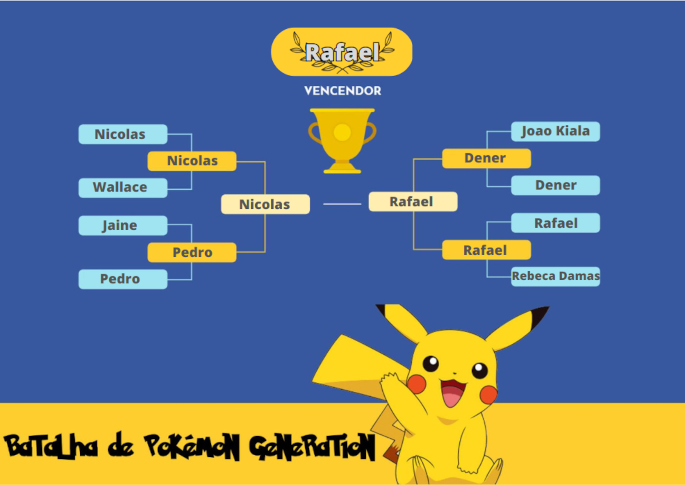 Rafael
VENCENDOR
Nicolas
Nicolas
Wallace
Nicolas
Jaine
Pedro
Pedro
Joao Kiala
Dener
Dener
Rafael
Rafael
Rafael
Rebeca Damas
Batalha de Pokémon Generation